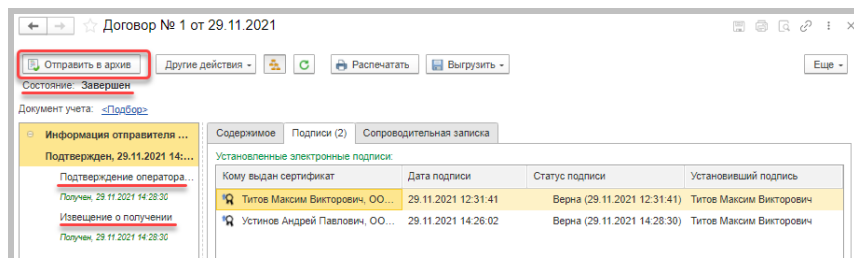 Договор № 1 от 29.11.2021
Отправить в архив Другие действия Распечатать Выгрузить Еще
Состояние: Завершен
Документ учета: <Подбор>
Информация отправителя ... Содержимое Подписи (2) Сопроводительная записка
Подтвержден, 29.11.2021 14:... Установленные электронные подписи:
Подтверждение оператора... Кому выдан сертификат Дата подписи Статус подписи Установивший подпись
Получен, 29.11.2021 14:28:30 Титов Максим Викторович, ОО... 29.11.2021 12:31:41 Верна (29.11.2021 12:31:41) Титов Максим Викторович
Извещение о получении Устинов Андрей Павлович, ОО... 29.11.2021 14:26:02 Верна (29.11.2021 14:28:30) Титов Максим Викторович
Получен, 29.11.2021 14:28:30